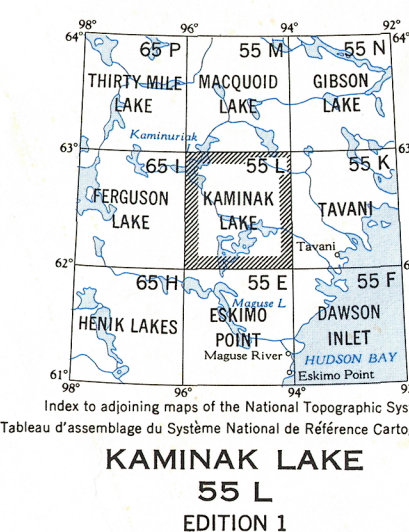 98° 96° 94° 92°
64° 64°
65 P 55 M 55 N
THIRTY MILE LAKE
MACQUOID LAKE
GIBSON LAKE
Kaminuriak L
63° 63°
65 I 55 L 55 K
FERGUSON LAKE
KAMINAK LAKE
TAVANI
Tavani
62°
65 H 55 E 55 F
Maguse L
HENIK LAKES
ESKIMO POINT
DAWSON INLET
Maguse River
HUDSON BAY
Eskimo Point
61°
98° 96° 94°
Index to adjoining maps of the National Topographic Sys
Tableau d'assemblage du Système National de Référence Carto
KAMINAK LAKE
55 L
EDITION 1